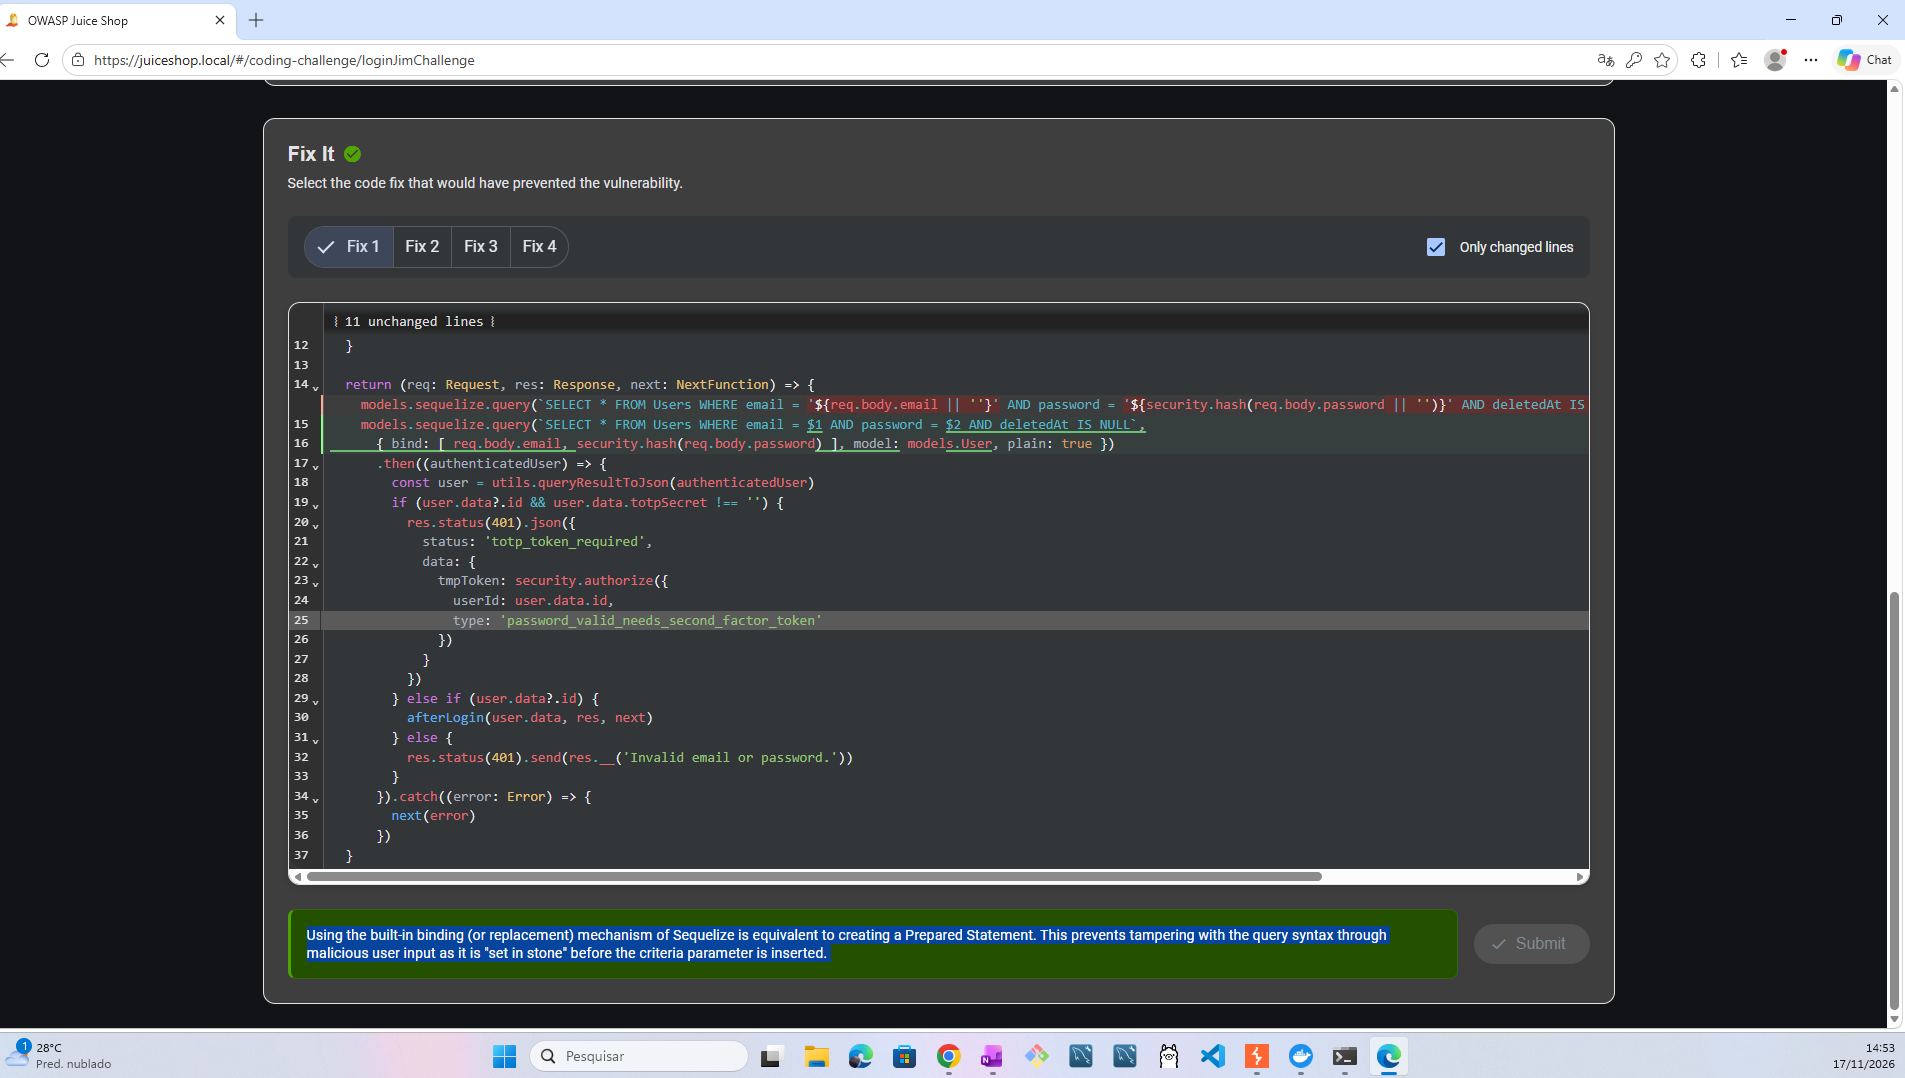 OWASP Juice Shop
https://juiceshop.local/#/coding-challenge/loginJimChallenge
Chat
Fix It
Select the code fix that would have prevented the vulnerability.
Fix 1
Fix 2
Fix 3
Fix 4
Only changed lines
11 unchanged lines
12 }
13
14 return (req: Request, res: Response, next: NextFunction) => {
models.sequelize.query(`SELECT * FROM Users WHERE email = '${req.body.email || ''}' AND password = '${security.hash(req.body.password || '')}' AND deletedAt IS
15 models.sequelize.query(`SELECT * FROM Users WHERE email = $1 AND password = $2 AND deletedAt IS NULL`,
16 { bind: [ req.body.email, security.hash(req.body.password) ], model: models.User, plain: true })
17 .then((authenticatedUser) => {
18 const user = utils.queryResultToJson(authenticatedUser)
19 if (user.data?.id && user.data.totpSecret !== '') {
20 res.status(401).json({
21 status: 'totp_token_required',
22 data: {
23 tmpToken: security.authorize({
24 userId: user.data.id,
25 type: 'password_valid_needs_second_factor_token'
26 })
27 }
28 })
29 } else if (user.data?.id) {
30 afterLogin(user.data, res, next)
31 } else {
32 res.status(401).send(res.__('Invalid email or password.'))
33 }
34 }).catch((error: Error) => {
35 next(error)
36 })
37 }
Using the built-in binding (or replacement) mechanism of Sequelize is equivalent to creating a Prepared Statement. This prevents tampering with the query syntax through
malicious user input as it is "set in stone" before the criteria parameter is inserted.
Submit
1
28°C
Pred. nublado
Pesquisar
14:53
17/11/2026